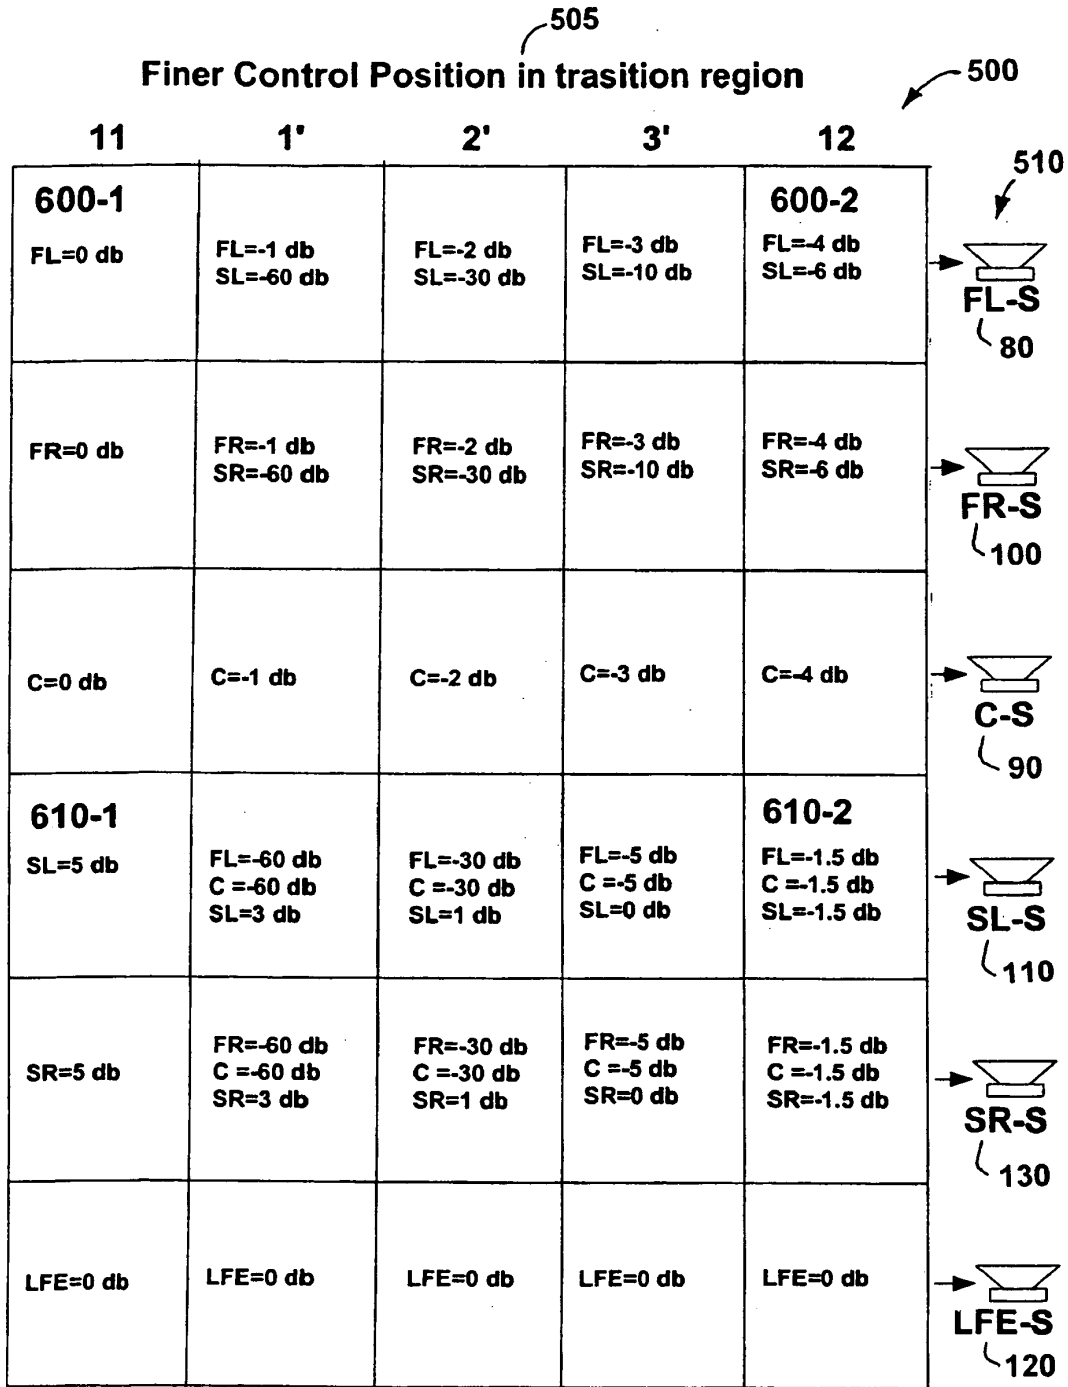 505
Finer Control Position in trasition region
500
11 1' 2' 3' 12
510
600-1 600-2
FL=0 db FL=-1 db FL=-2 db FL=-3 db FL=-4 db
SL=-60 db SL=-30 db SL=-10 db SL=-6 db
FL-S
80
FR=0 db FR=-1 db FR=-2 db FR=-3 db FR=-4 db
SR=-60 db SR=-30 db SR=-10 db SR=-6 db
FR-S
100
C=0 db C=-1 db C=-2 db C=-3 db C=-4 db
C-S
90
610-1 610-2
SL=5 db FL=-60 db FL=-30 db FL=-5 db FL=-1.5 db
C =-60 db C =-30 db C =-5 db C =-1.5 db
SL=3 db SL=1 db SL=0 db SL=-1.5 db
SL-S
110
SR=5 db FR=-60 db FR=-30 db FR=-5 db FR=-1.5 db
C =-60 db C =-30 db C =-5 db C =-1.5 db
SR=3 db SR=1 db SR=0 db SR=-1.5 db
SR-S
130
LFE=0 db LFE=0 db LFE=0 db LFE=0 db LFE=0 db
LFE-S
120